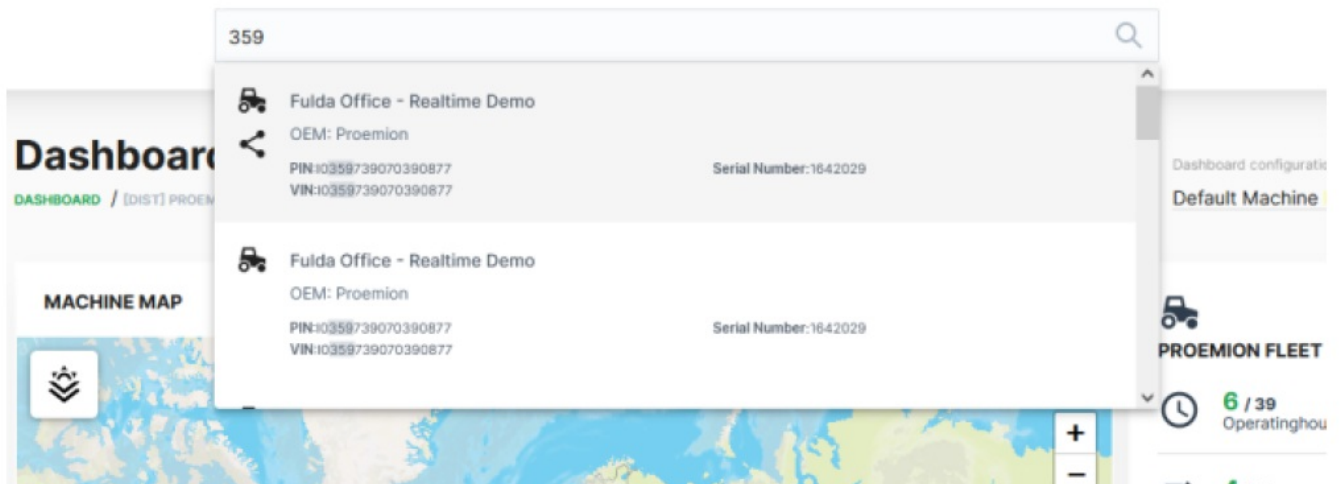 359
Fulda Office - Realtime Demo
OEM: Proemion
PIN:I0359739070390877
Serial Number:1642029
VIN:I0359739070390877
Fulda Office - Realtime Demo
OEM: Proemion
PIN:I0359739070390877
Serial Number:1642029
VIN:I0359739070390877
Dashboard
DASHBOARD / [DIST] PROEM
Dashboard configuratio
Default Machine
MACHINE MAP
PROEMION FLEET
6 / 39
Operatinghou
+
−